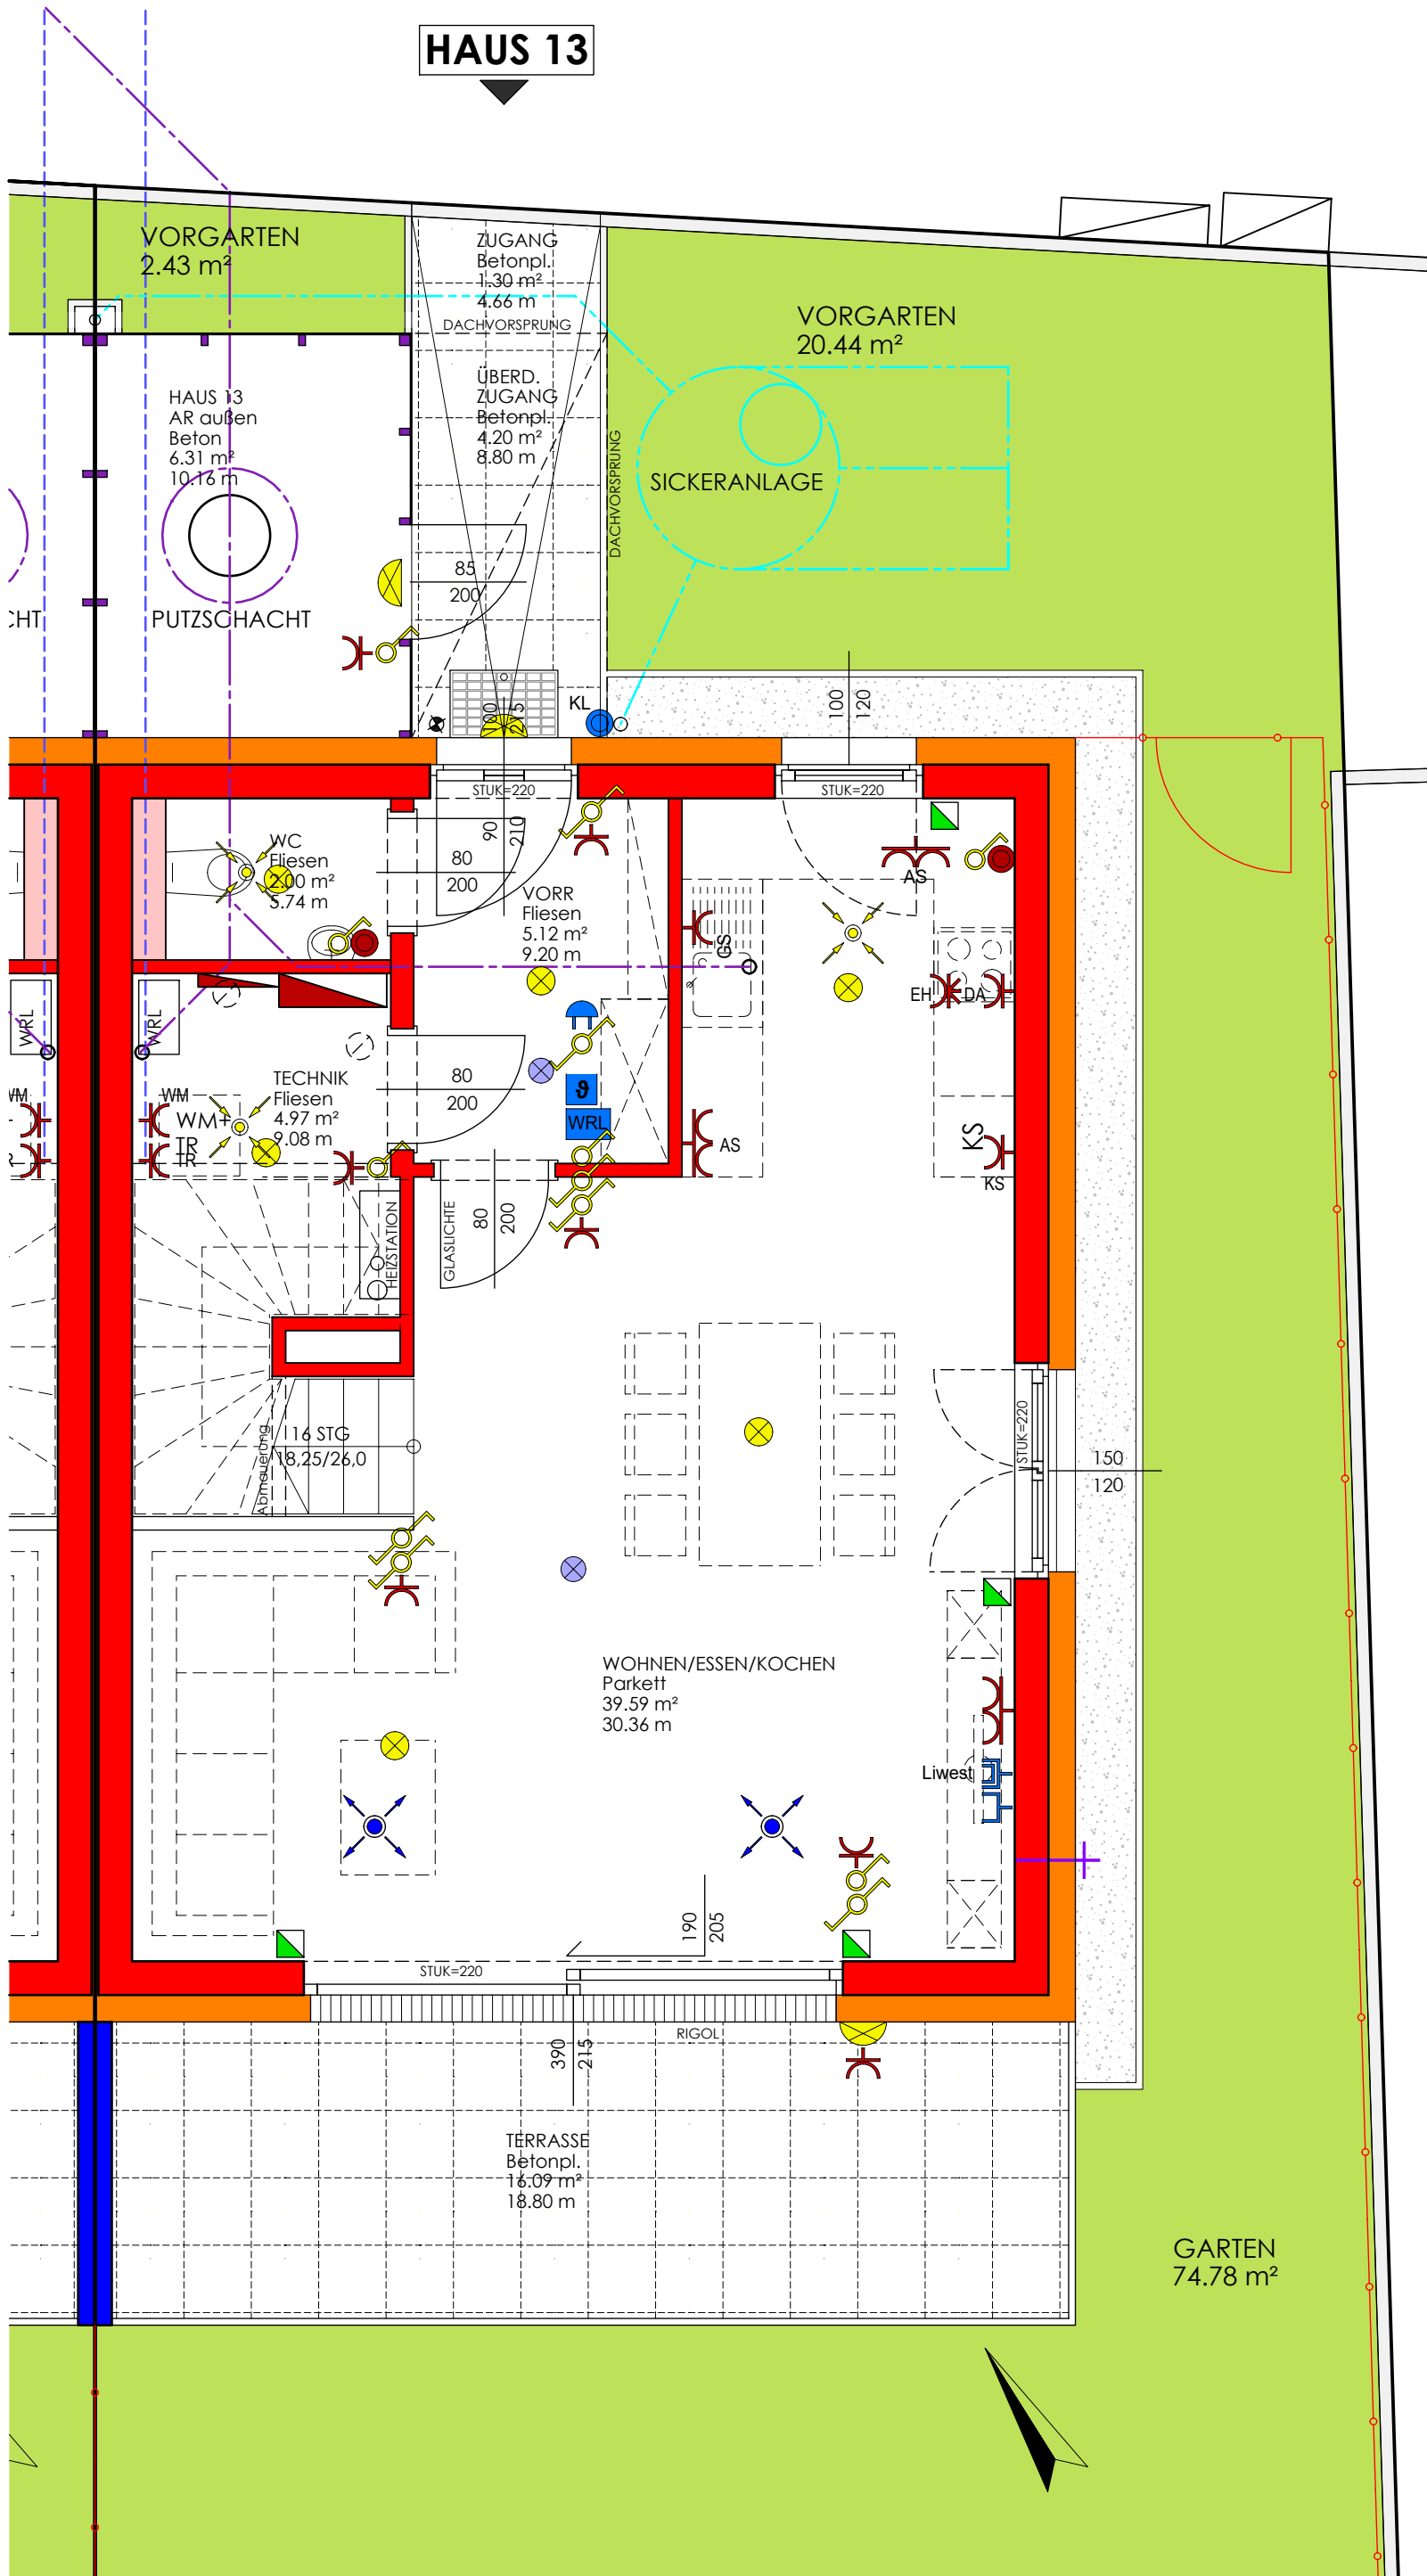 HAUS 13
VORGARTEN
2.43 m²
ZUGANG
Betonpl.
1.30 m²
4.66 m
DACHVORSPRUNG
VORGARTEN
20.44 m²
ÜBERD.
ZUGANG
Betonpl.
4.20 m²
8.80 m
HAUS 13
AR außen
Beton
6.31 m²
10.16 m
DACHVORSPRUNG
SICKERANLAGE
85
200
CHT
PUTZSCHACHT
KL
100
215
100
120
STUK=220
STUK=220
WC
Fliesen
2.00 m²
5.74 m
90
210
80
200
VORR
Fliesen
5.12 m²
9.20 m
AS
GS
EH
DA
WRL
WRL
80
200
TECHNIK
Fliesen
4.97 m²
9.08 m
WM
WM
WM+
TR
TR
ϑ
WRL
AS
KS
KS
HEIZSTATION
GLASLICHTE
80
200
16 STG
18,25/26,0
Abmauerung
STUK=220
150
120
WOHNEN/ESSEN/KOCHEN
Parkett
39.59 m²
30.36 m
Liwest
190
205
STUK=220
RIGOL
390
215
TERRASSE
Betonpl.
16.09 m²
18.80 m
GARTEN
74.78 m²